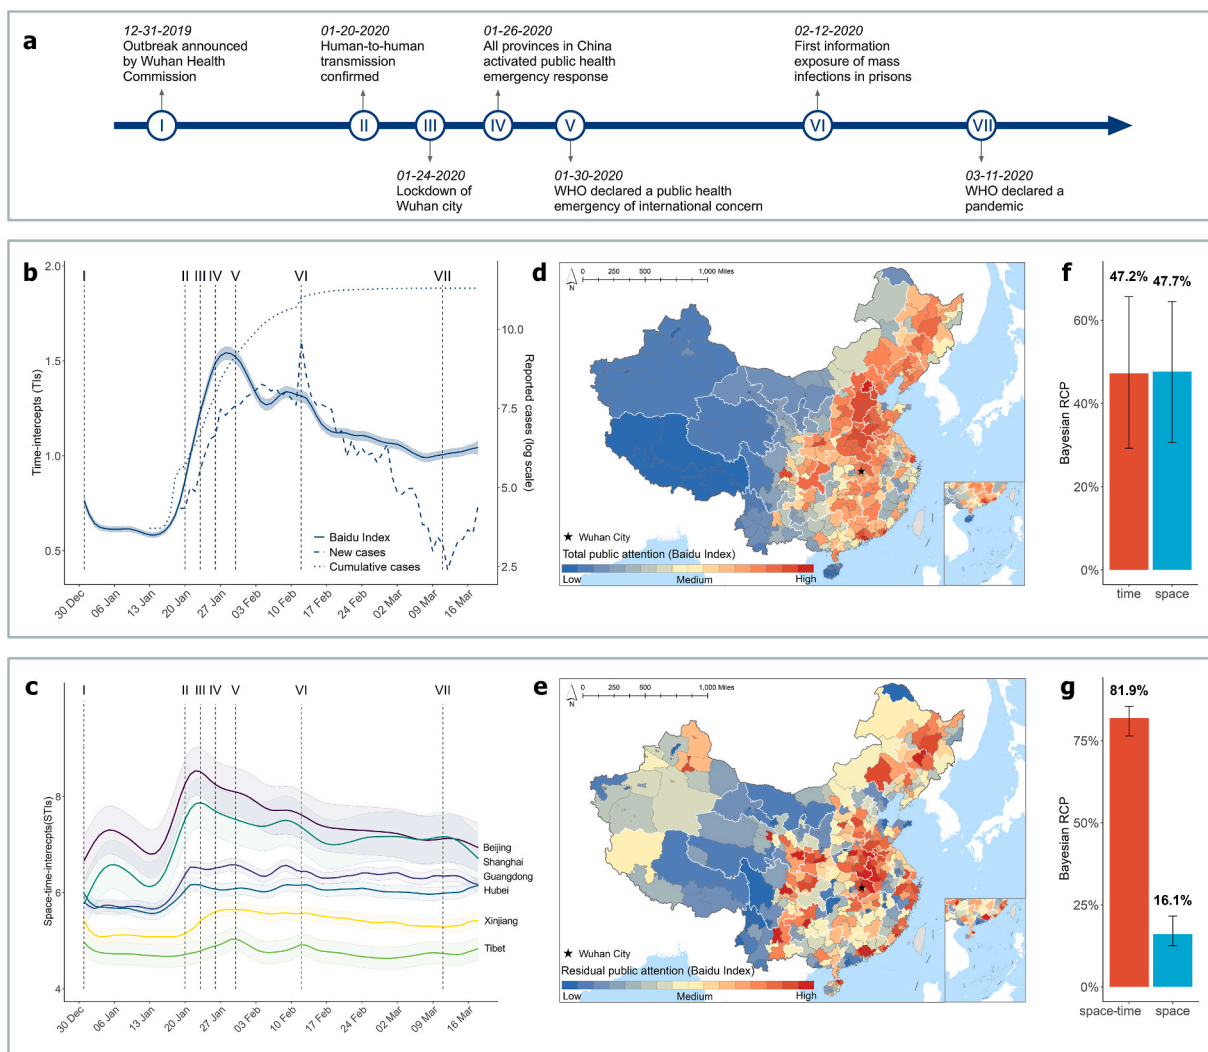 a
12-31-2019
Outbreak announced
by Wuhan Health
Commission
01-20-2020
Human-to-human
transmission
confirmed
01-26-2020
All provinces in China
activated public health
emergency response
02-12-2020
First information
exposure of mass
infections in prisons
I
II
III
IV
V
VI
VII
01-24-2020
Lockdown of
Wuhan city
01-30-2020
WHO declared a public health
emergency of international concern
03-11-2020
WHO declared a
pandemic
b
I
II
III
IV
V
VI
VII
Time-intercepts (TIs)
2.0
1.5
1.0
0.5
Reported cases (log scale)
10.0
7.5
5.0
2.5
Baidu Index
New cases
Cumulative cases
30 Dec
06 Jan
13 Jan
20 Jan
27 Jan
03 Feb
10 Feb
17 Feb
24 Feb
02 Mar
09 Mar
16 Mar
d
N
0 250 500 1,000 Miles
Wuhan City
Total public attention (Baidu Index)
Low
Medium
High
f
47.2%
47.7%
Bayesian RCP
60%
40%
20%
0%
time
space
c
I
II
III
IV
V
VI
VII
Space-time-intercepts(STIs)
8
6
4
Beijing
Shanghai
Guangdong
Hubei
Xinjiang
Tibet
30 Dec
06 Jan
13 Jan
20 Jan
27 Jan
03 Feb
10 Feb
17 Feb
24 Feb
02 Mar
09 Mar
16 Mar
e
N
0 250 500 1,000 Miles
Wuhan City
Residual public attention (Baidu Index)
Low
Medium
High
g
81.9%
16.1%
Bayesian RCP
75%
50%
25%
0%
space-time
space